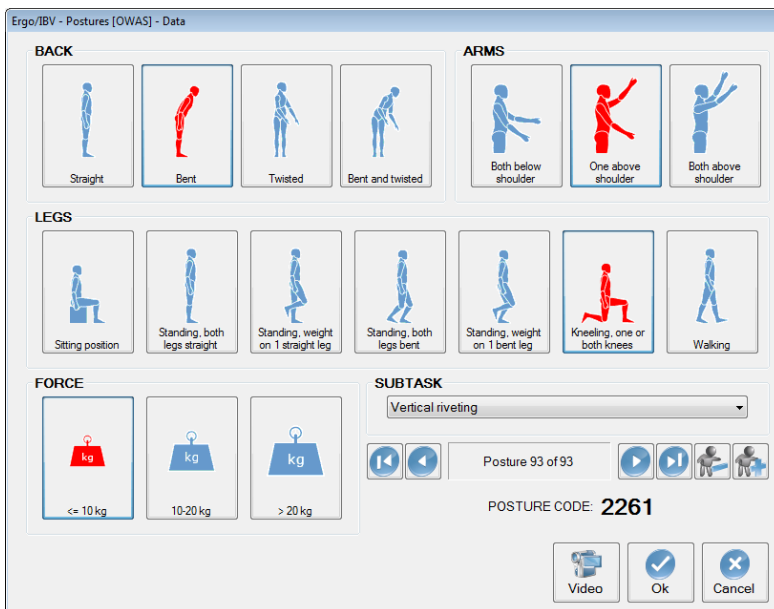 Ergo/IBV - Postures [OWAS] - Data
BACK
Straight
Bent
Twisted
Bent and twisted
ARMS
Both below
shoulder
One above
shoulder
Both above
shoulder
LEGS
Sitting position
Standing, both
legs straight
Standing, weight
on 1 straight leg
Standing, both
legs bent
Standing, weight
on 1 bent leg
Kneeling, one or
both knees
Walking
FORCE
kg
<= 10 kg
kg
10-20 kg
kg
> 20 kg
SUBTASK
Vertical riveting
Posture 93 of 93
POSTURE CODE: 2261
Video
Ok
Cancel